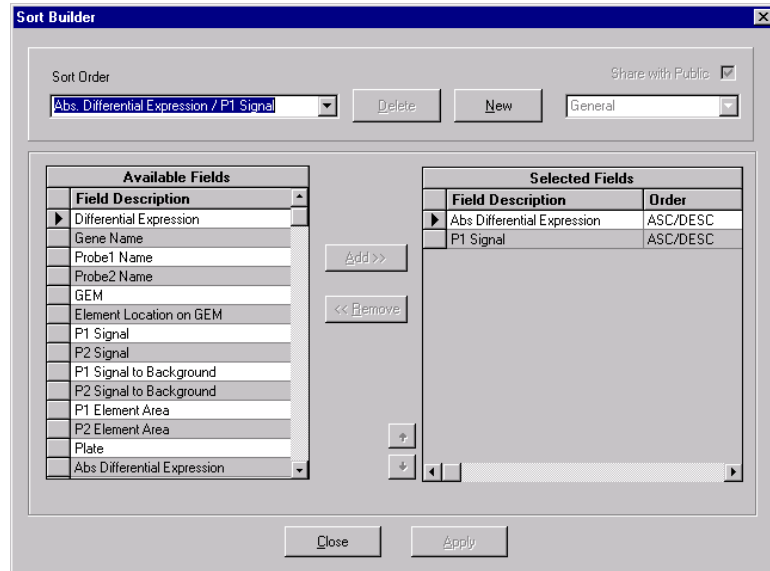 Sort Builder
Sort Order
Share with Public
Abs. Differential Expression / P1 Signal
Delete
New
General
Available Fields
Field Description
Differential Expression
Gene Name
Probe1 Name
Probe2 Name
GEM
Element Location on GEM
P1 Signal
P2 Signal
P1 Signal to Background
P2 Signal to Background
P1 Element Area
P2 Element Area
Plate
Abs Differential Expression
Add >>
<< Remove
Selected Fields
Field Description Order
Abs Differential Expression ASC/DESC
P1 Signal ASC/DESC
Close
Apply